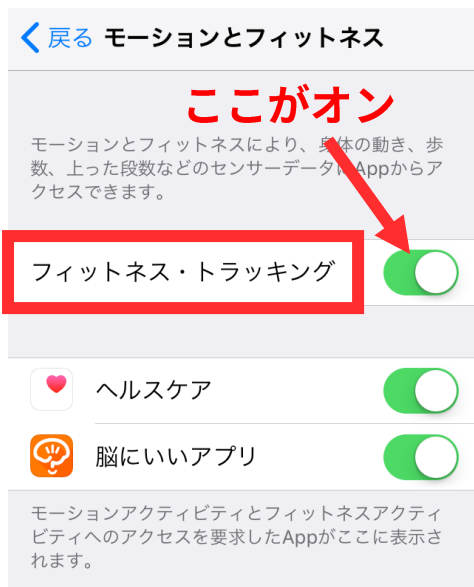 戻る モーションとフィットネス
ここがオン
モーションとフィットネスにより、身体の動き、歩
数、上った段数などのセンサーデータにAppからア
クセスできます。
フィットネス・トラッキング
ヘルスケア
脳にいいアプリ
モーションアクティビティとフィットネスアクティ
ビティへのアクセスを要求したAppがここに表示さ
れます。